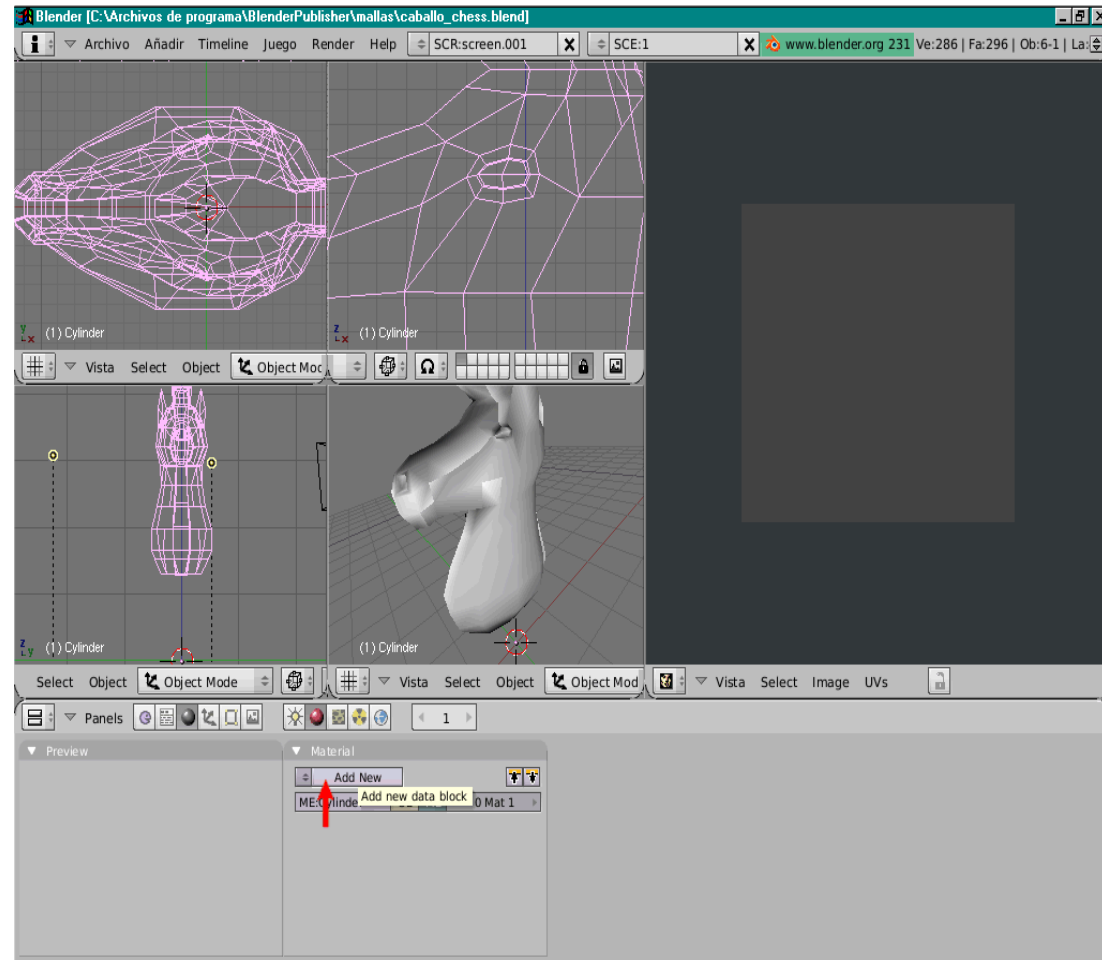 Blender [C:\Archivos de programa\BlenderPublisher\mallas\caballo_chess.blend]
Archivo Añadir Timeline Juego Render Help SCR:screen.001 SCE:1 www.blender.org 231 Ve:286 | Fa:296 | Ob:6-1 | La:
y x (1) Cylinder
z x (1) Cylinder
Vista Select Object Object Mod
z y (1) Cylinder
(1) Cylinder
Select Object Object Mode
Vista Select Object Object Mod
Vista Select Image UVs
Panels 1
Preview
Material
Add New
Add new data block
ME:Cylinde 0 Mat 1